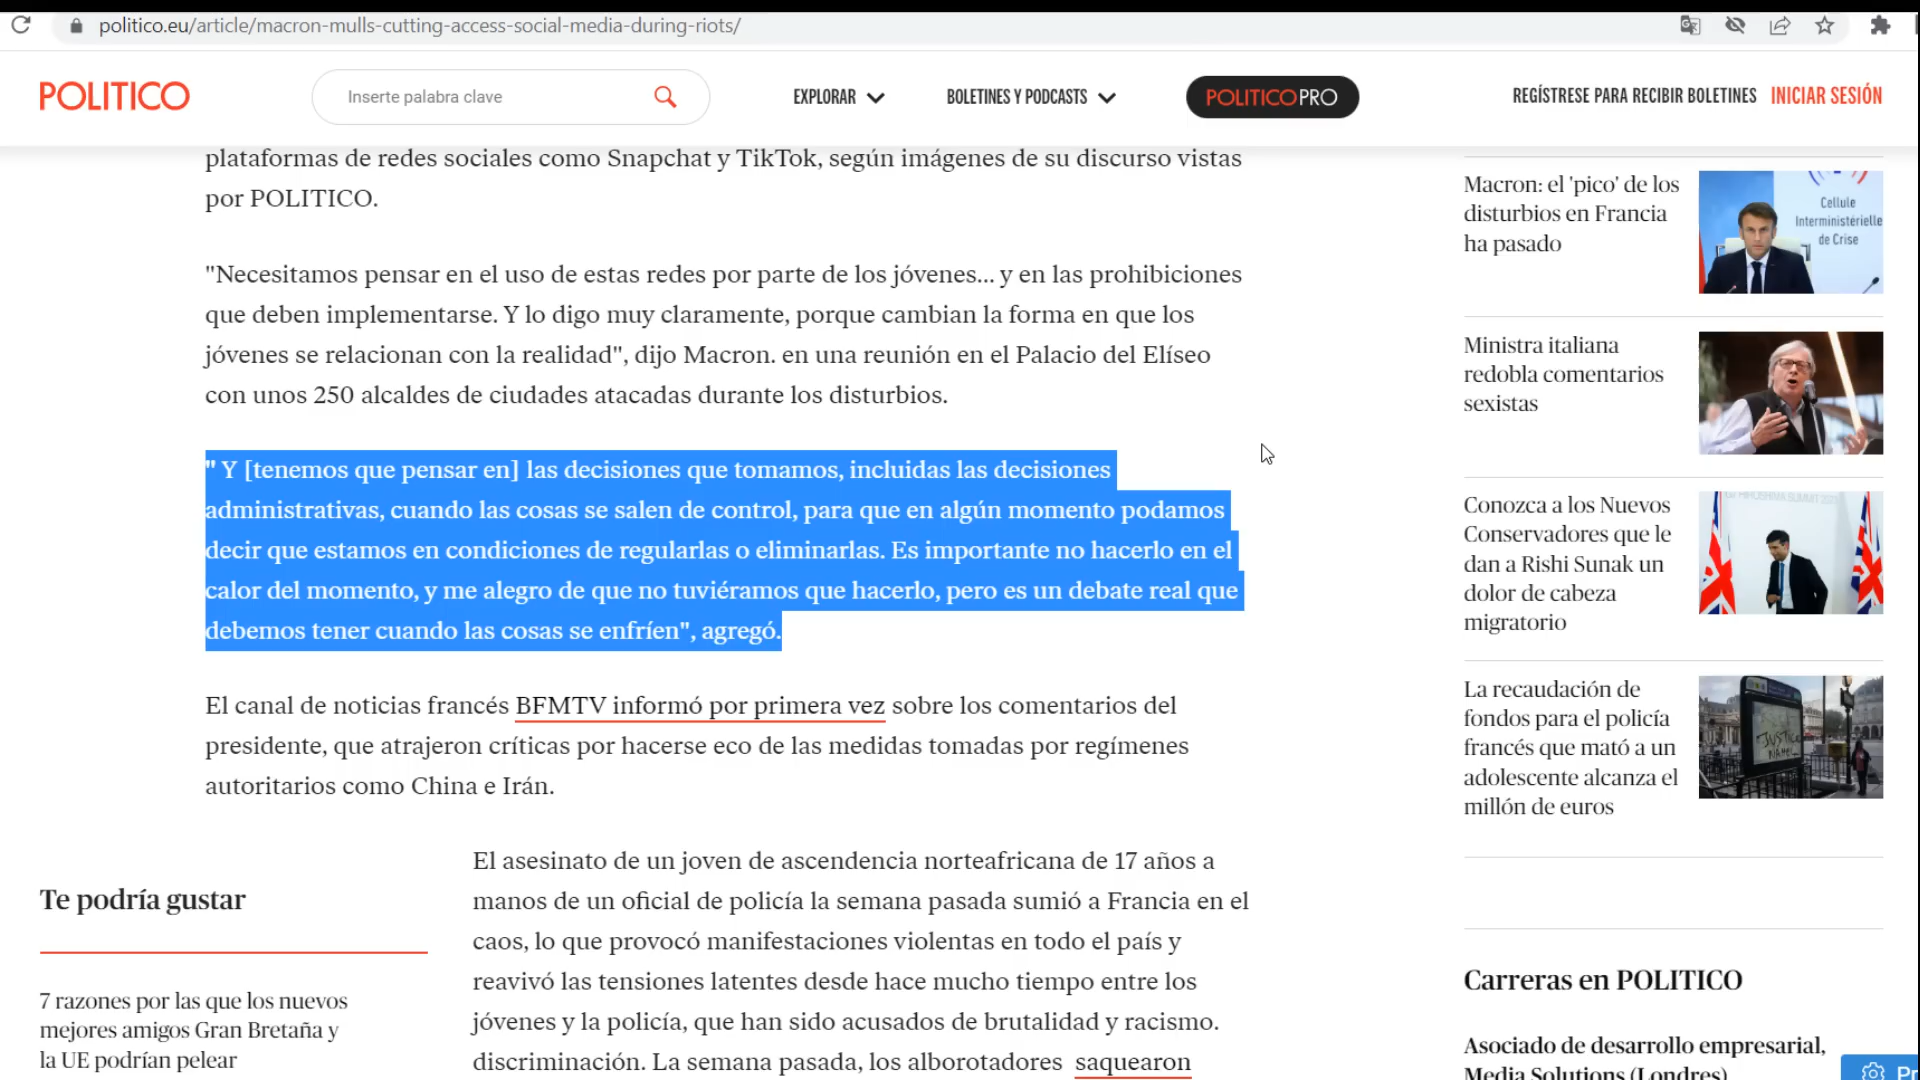 politico.eu/article/macron-mulls-cutting-access-social-media-during-riots/
POLITICO
Inserte palabra clave
EXPLORAR
BOLETINES Y PODCASTS
POLITICO PRO
REGÍSTRESE PARA RECIBIR BOLETINES
INICIAR SESIÓN
plataformas de redes sociales como Snapchat y TikTok, según imágenes de su discurso vistas
por POLITICO.
"Necesitamos pensar en el uso de estas redes por parte de los jóvenes... y en las prohibiciones
que deben implementarse. Y lo digo muy claramente, porque cambian la forma en que los
jóvenes se relacionan con la realidad", dijo Macron. en una reunión en el Palacio del Elíseo
con unos 250 alcaldes de ciudades atacadas durante los disturbios.
" Y [tenemos que pensar en] las decisiones que tomamos, incluidas las decisiones
administrativas, cuando las cosas se salen de control, para que en algún momento podamos
decir que estamos en condiciones de regularlas o eliminarlas. Es importante no hacerlo en el
calor del momento, y me alegro de que no tuviéramos que hacerlo, pero es un debate real que
debemos tener cuando las cosas se enfríen", agregó.
El canal de noticias francés BFMTV informó por primera vez sobre los comentarios del
presidente, que atrajeron críticas por hacerse eco de las medidas tomadas por regímenes
autoritarios como China e Irán.
El asesinato de un joven de ascendencia norteafricana de 17 años a
manos de un oficial de policía la semana pasada sumió a Francia en el
caos, lo que provocó manifestaciones violentas en todo el país y
reavivó las tensiones latentes desde hace mucho tiempo entre los
jóvenes y la policía, que han sido acusados de brutalidad y racismo.
discriminación. La semana pasada, los alborotadores saquearon
Te podría gustar
7 razones por las que los nuevos
mejores amigos Gran Bretaña y
la UE podrían pelear
Macron: el 'pico' de los
disturbios en Francia
ha pasado
Cellule
Interministérielle
de Crise
Ministra italiana
redobla comentarios
sexistas
Conozca a los Nuevos
Conservadores que le
dan a Rishi Sunak un
dolor de cabeza
migratorio
La recaudación de
fondos para el policía
francés que mató a un
adolescente alcanza el
millón de euros
JUSTICE
Carreras en POLITICO
Asociado de desarrollo empresarial,
Media Solutions (Londres)
Pr